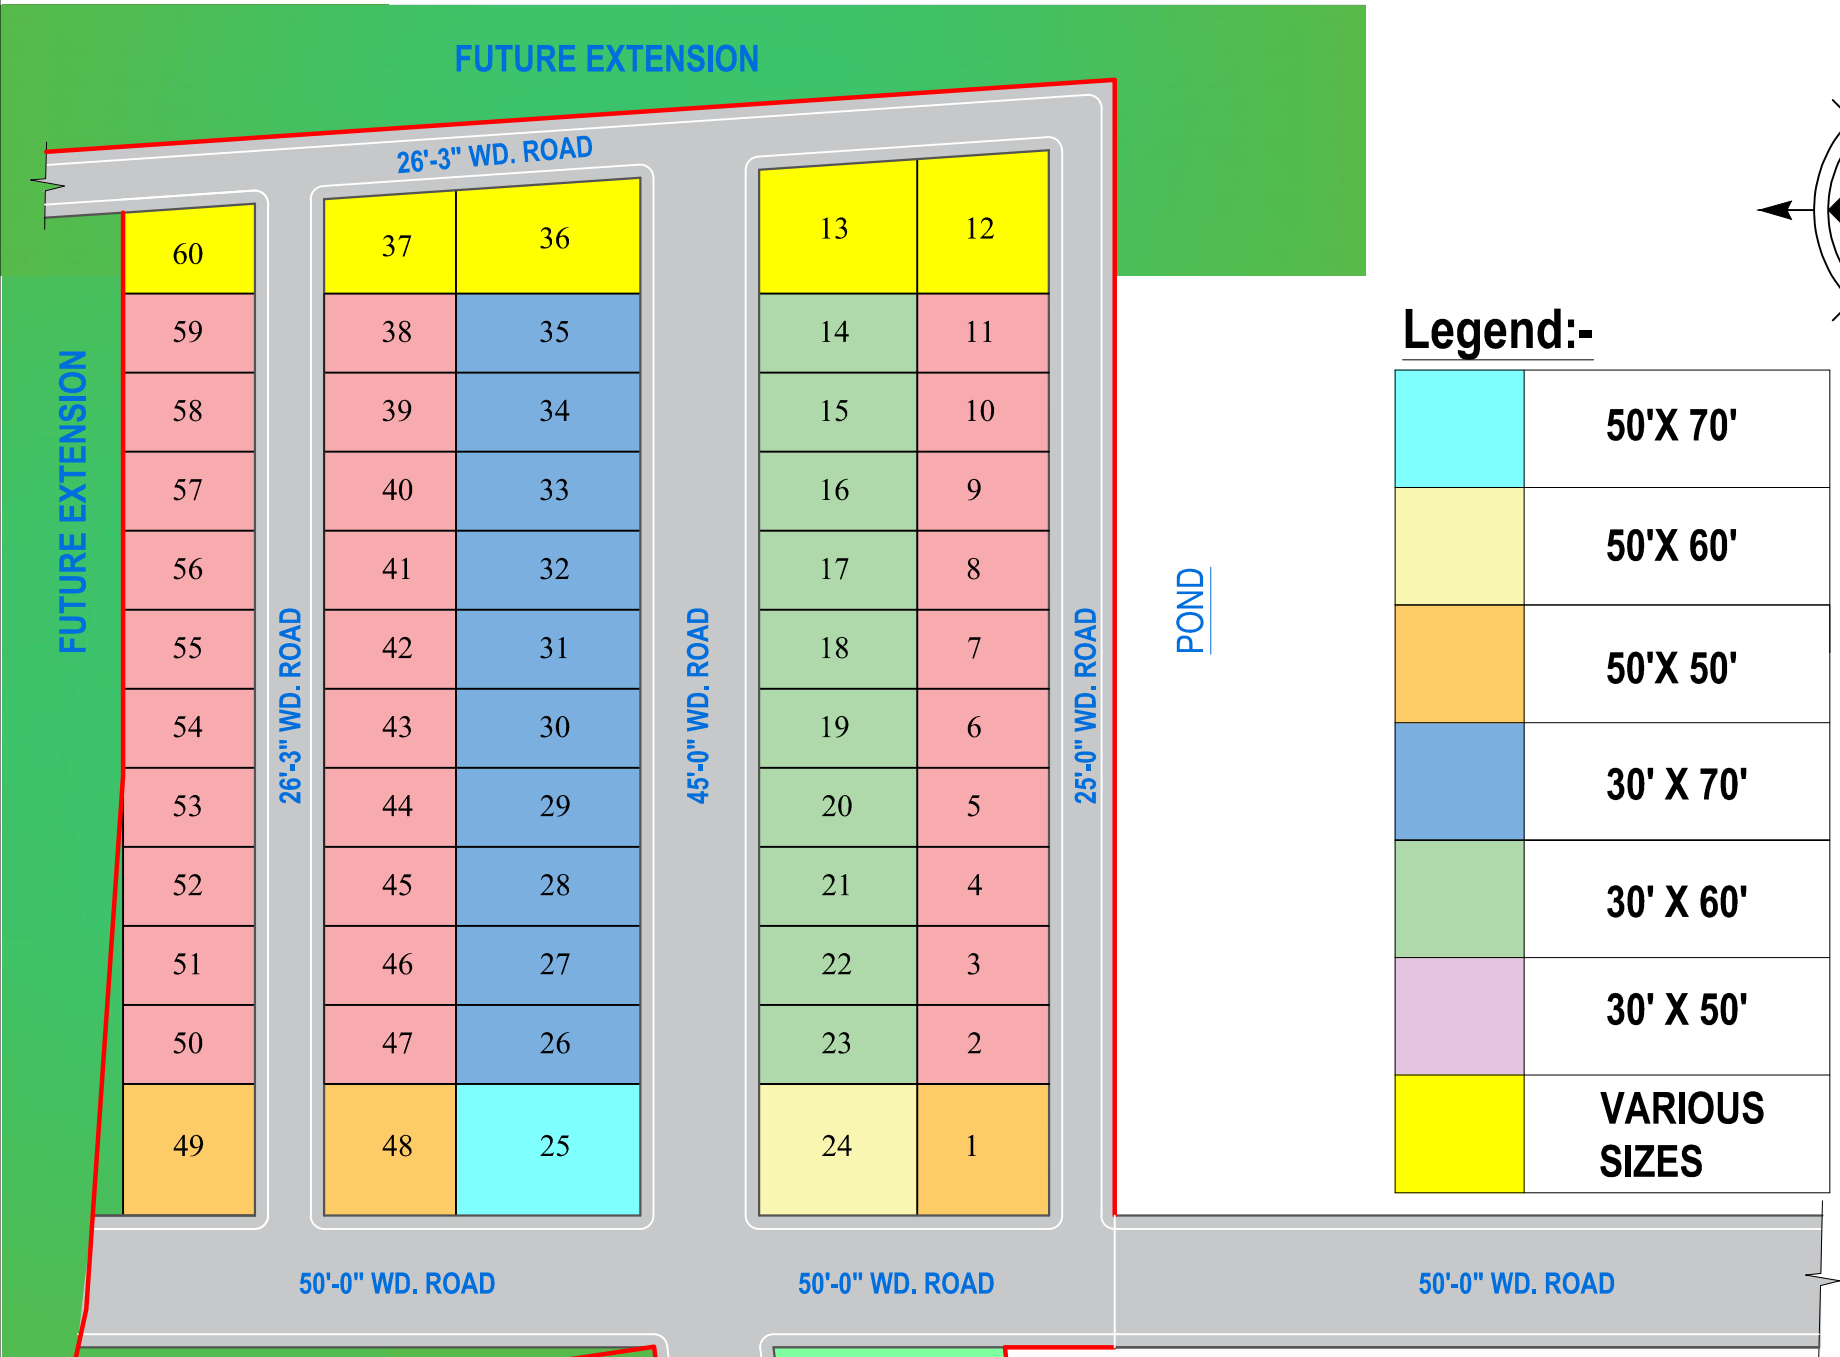 FUTURE EXTENSION
26'-3" WD. ROAD
60 37 36 13 12
59 38 35 14 11
58 39 34 15 10
57 40 33 16 9
56 41 32 17 8
55 42 31 18 7
54 43 30 19 6
53 44 29 20 5
52 45 28 21 4
51 46 27 22 3
50 47 26 23 2
49 48 25 24 1
FUTURE EXTENSION
26'-3" WD. ROAD
45'-0" WD. ROAD
25'-0" WD. ROAD
POND
50'-0" WD. ROAD
50'-0" WD. ROAD
50'-0" WD. ROAD
Legend:-
50'X 70'
50'X 60'
50'X 50'
30' X 70'
30' X 60'
30' X 50'
VARIOUS
SIZES